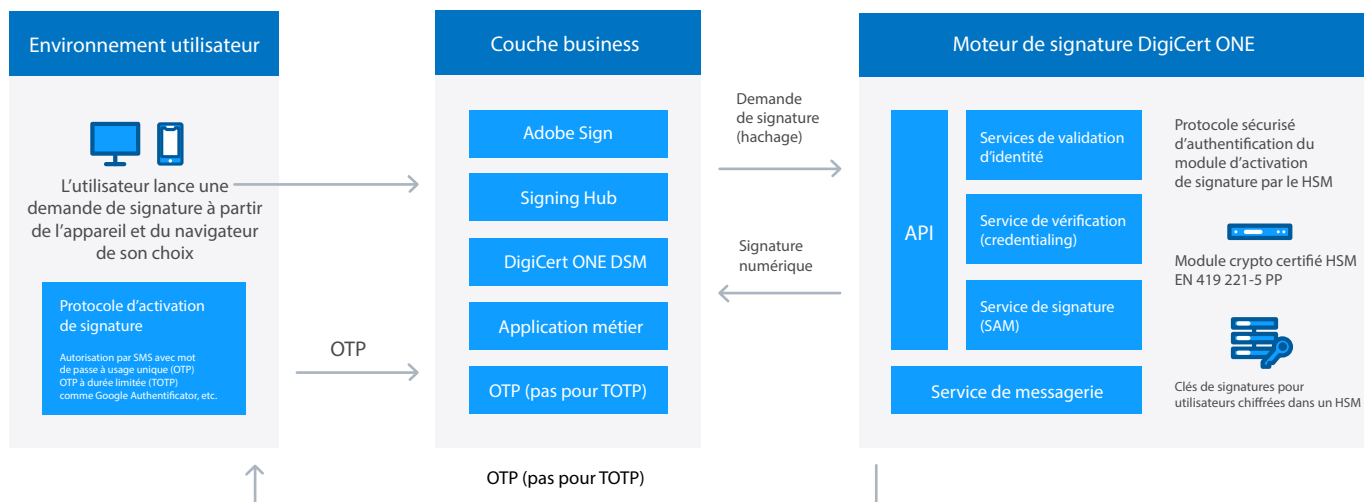 Environnement utilisateur
L'utilisateur lance une
demande de signature à partir
de l'appareil et du navigateur
de son choix
Protocole d'activation
de signature
Autorisation par SMS avec mot
de passe à usage unique (OTP)
OTP à durée limitée (TOTP)
comme Google Authentificator, etc.
OTP
Couche business
Adobe Sign
Signing Hub
DigiCert ONE DSM
Application métier
OTP (pas pour TOTP)
OTP (pas pour TOTP)
Demande
de signature
(hachage)
Signature
numérique
Moteur de signature DigiCert ONE
API
Services de validation
d'identité
Service de vérification
(credentialing)
Service de signature
(SAM)
Service de messagerie
Protocole sécurisé
d'authentification du
module d'activation
de signature par le HSM
Module crypto certifié HSM
EN 419 221-5 PP
Clés de signatures pour
utilisateurs chiffrées dans un HSM